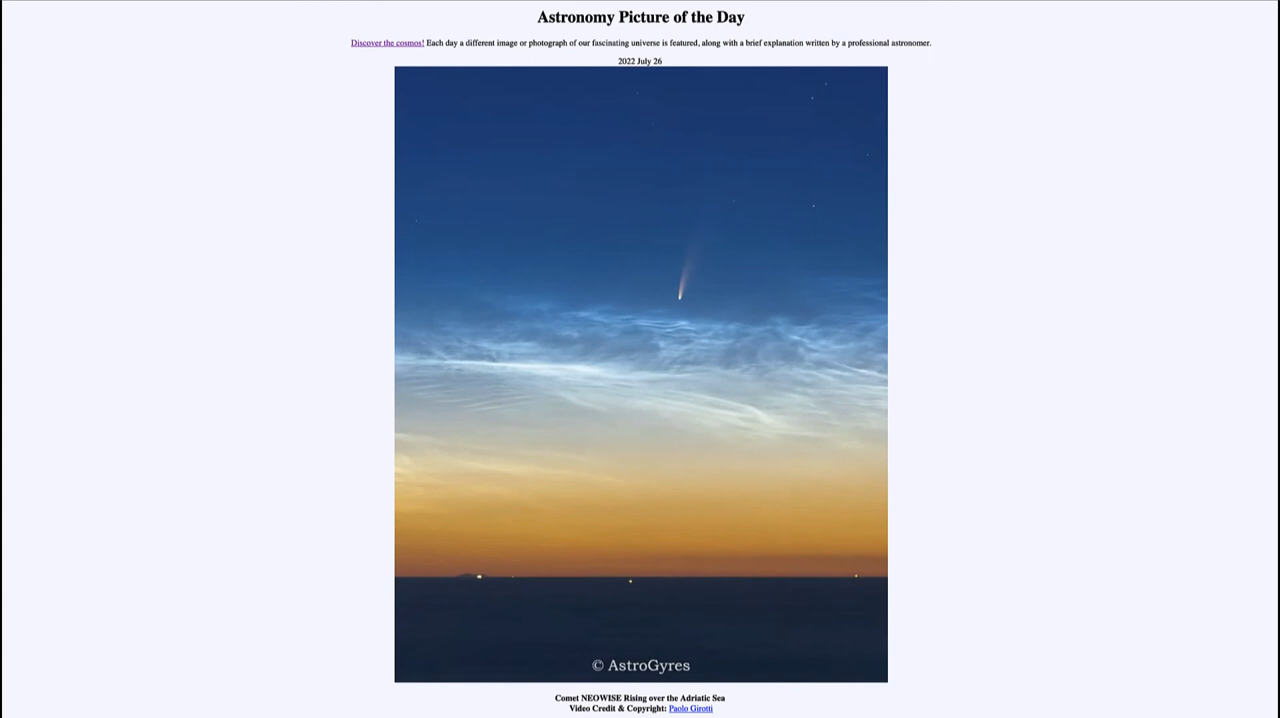 Astronomy Picture of the Day
Discover the cosmos! Each day a different image or photograph of our fascinating universe is featured, along with a brief explanation written by a professional astronomer.
2022 July 26
© AstroGyres
Comet NEOWISE Rising over the Adriatic Sea
Video Credit & Copyright: Paolo Girotti